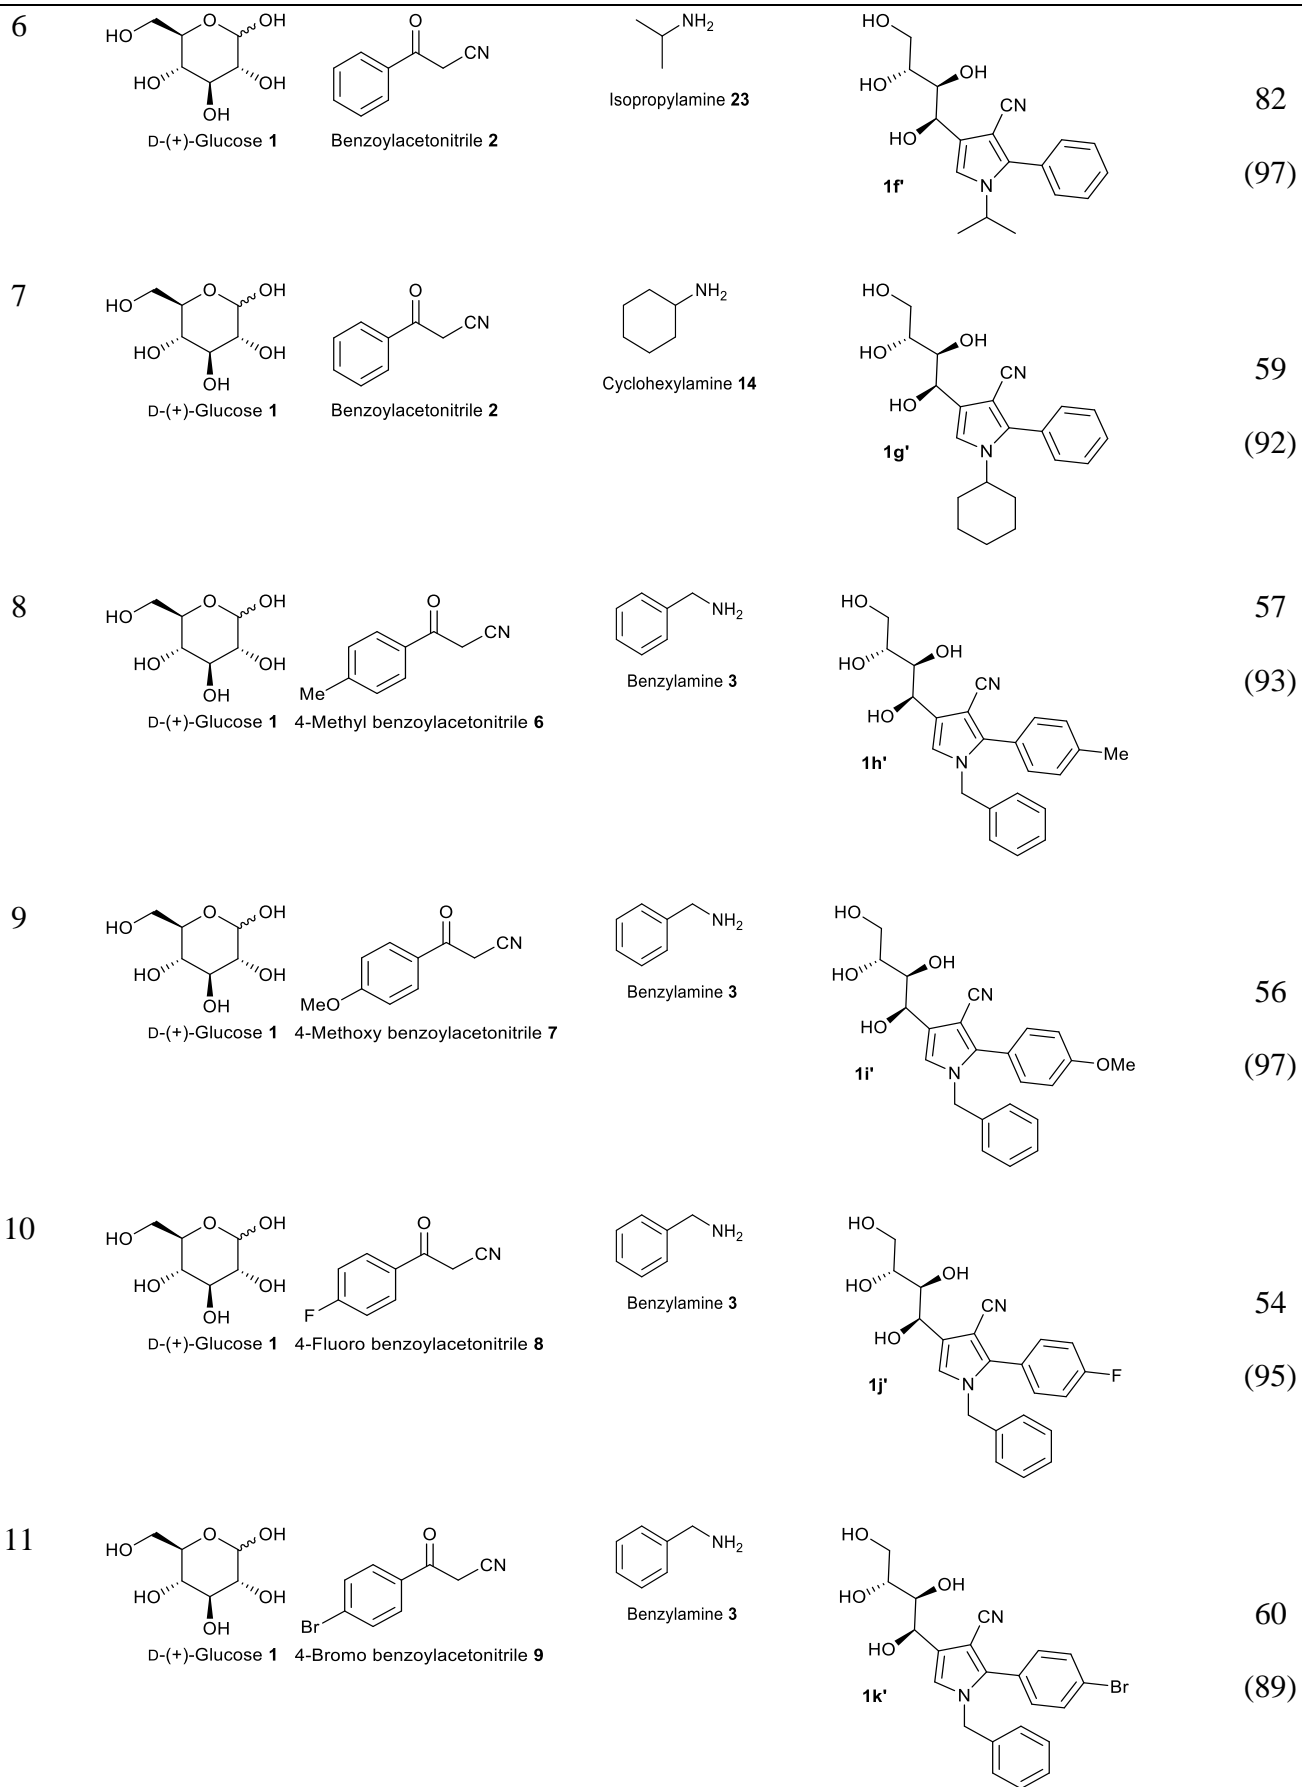 6
HO O OH
HO OH
OH
D-(+)-Glucose 1
O
CN
Benzoylacetonitrile 2
NH2
Isopropylamine 23
HO
HO OH
HO CN
N
1f'
82
(97)
7
HO O OH
HO OH
OH
D-(+)-Glucose 1
O
CN
Benzoylacetonitrile 2
NH2
Cyclohexylamine 14
HO
HO OH
HO CN
N
1g'
59
(92)
8
HO O OH
HO OH
OH
D-(+)-Glucose 1
O
CN
Me
4-Methyl benzoylacetonitrile 6
NH2
Benzylamine 3
HO
HO OH
HO CN
N Me
1h'
57
(93)
9
HO O OH
HO OH
OH
D-(+)-Glucose 1
O
CN
MeO
4-Methoxy benzoylacetonitrile 7
NH2
Benzylamine 3
HO
HO OH
HO CN
N OMe
1i'
56
(97)
10
HO O OH
HO OH
OH
D-(+)-Glucose 1
O
CN
F
4-Fluoro benzoylacetonitrile 8
NH2
Benzylamine 3
HO
HO OH
HO CN
N F
1j'
54
(95)
11
HO O OH
HO OH
OH
D-(+)-Glucose 1
O
CN
Br
4-Bromo benzoylacetonitrile 9
NH2
Benzylamine 3
HO
HO OH
HO CN
N Br
1k'
60
(89)